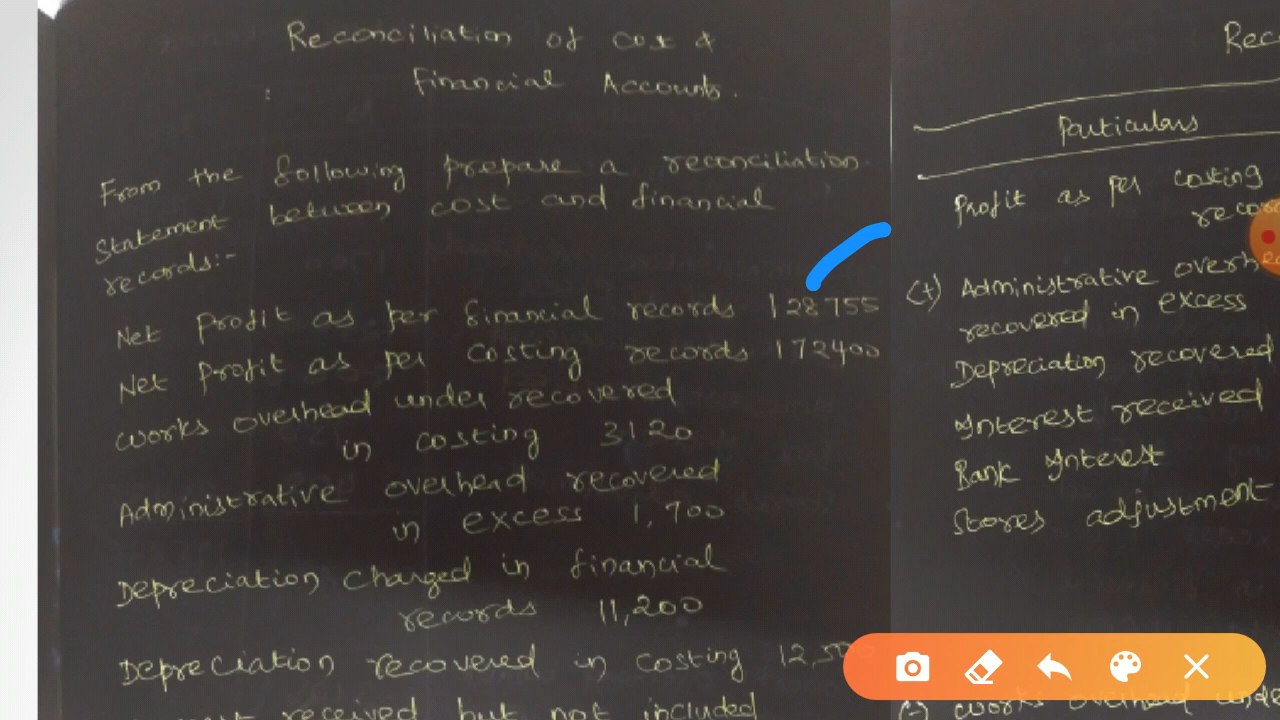 Reconciliation of cost &
Financial Accounts.
From the following prepare a reconciliation
statement between cost and financial
records:-
Net profit as per financial records 128755
Net profit as per costing records 172400
works overhead under recovered
in costing 3120
Administrative overhead recovered
in excess 1,700
Depreciation charged in financial
records 11,200
Depreciation recovered in costing
received but not included
Particulars
Profit as per costing
(+) Administrative
recovered in excess
Depreciation recovered
Interest received
Bank Interest
Stores adjustment
(-) works overhead